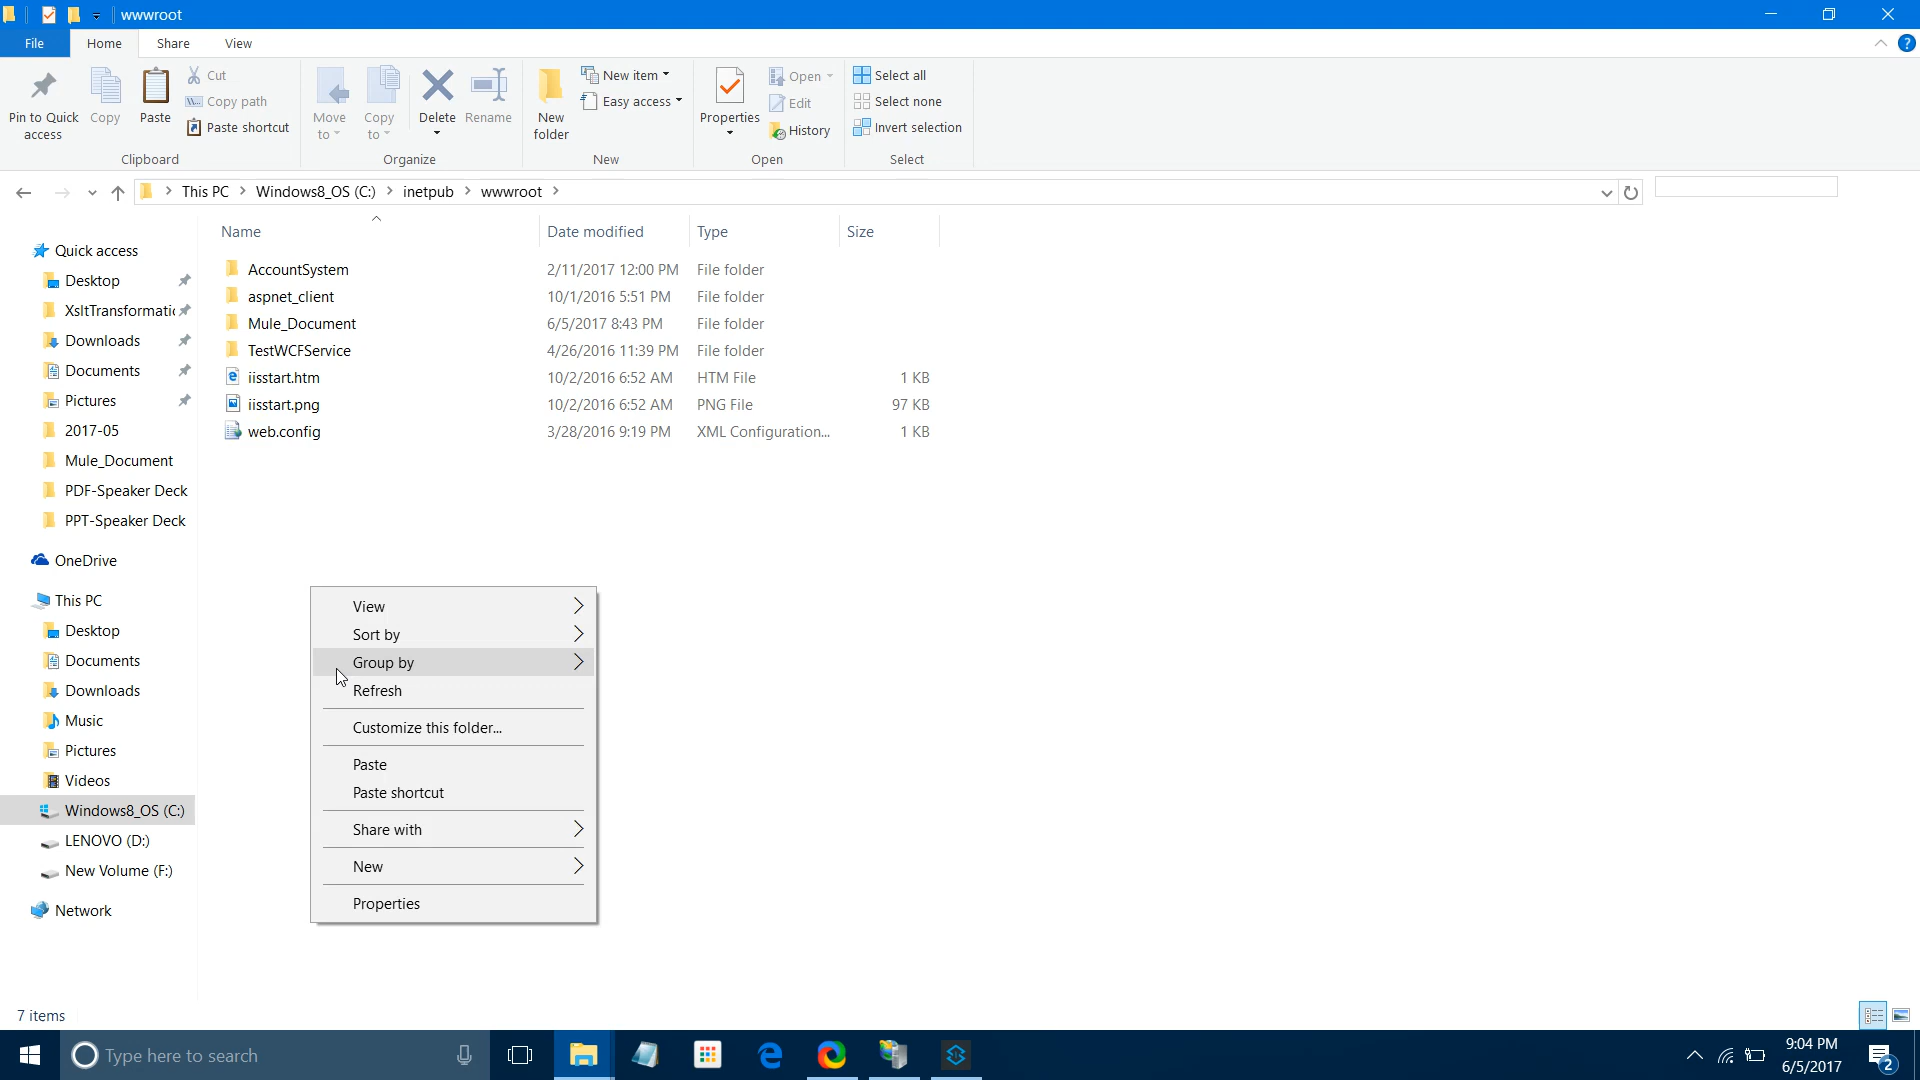 wwwroot
File Home Share View
Pin to Quick access
Copy
Paste
Cut
Copy path
Paste shortcut
Clipboard
Move to
Copy to
Delete
Rename
Organize
New folder
New item
Easy access
New
Properties
Open
Edit
History
Open
Select all
Select none
Invert selection
Select
This PC Windows8_OS (C:) inetpub wwwroot
Name Date modified Type Size
AccountSystem 2/11/2017 12:00 PM File folder
aspnet_client 10/1/2016 5:51 PM File folder
Mule_Document 6/5/2017 8:43 PM File folder
TestWCFService 4/26/2016 11:39 PM File folder
iisstart.htm 10/2/2016 6:52 AM HTM File 1 KB
iisstart.png 10/2/2016 6:52 AM PNG File 97 KB
web.config 3/28/2016 9:19 PM XML Configuration... 1 KB
Quick access
Desktop
XsltTransformatic
Downloads
Documents
Pictures
2017-05
Mule_Document
PDF-Speaker Deck
PPT-Speaker Deck
OneDrive
This PC
Desktop
Documents
Downloads
Music
Pictures
Videos
Windows8_OS (C:)
LENOVO (D:)
New Volume (F:)
Network
View
Sort by
Group by
Refresh
Customize this folder...
Paste
Paste shortcut
Share with
New
Properties
7 items
Type here to search
9:04 PM
6/5/2017
2